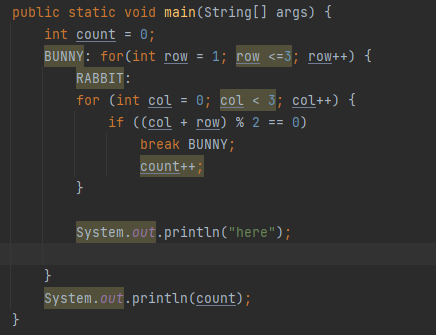 public static void main(String[] args) {
    int count = 0;
    BUNNY: for(int row = 1; row <=3; row++) {
        RABBIT:
        for (int col = 0; col < 3; col++) {
            if ((col + row) % 2 == 0)
                break BUNNY;
                count++;
        }

        System.out.println("here");

    }
    System.out.println(count);
}